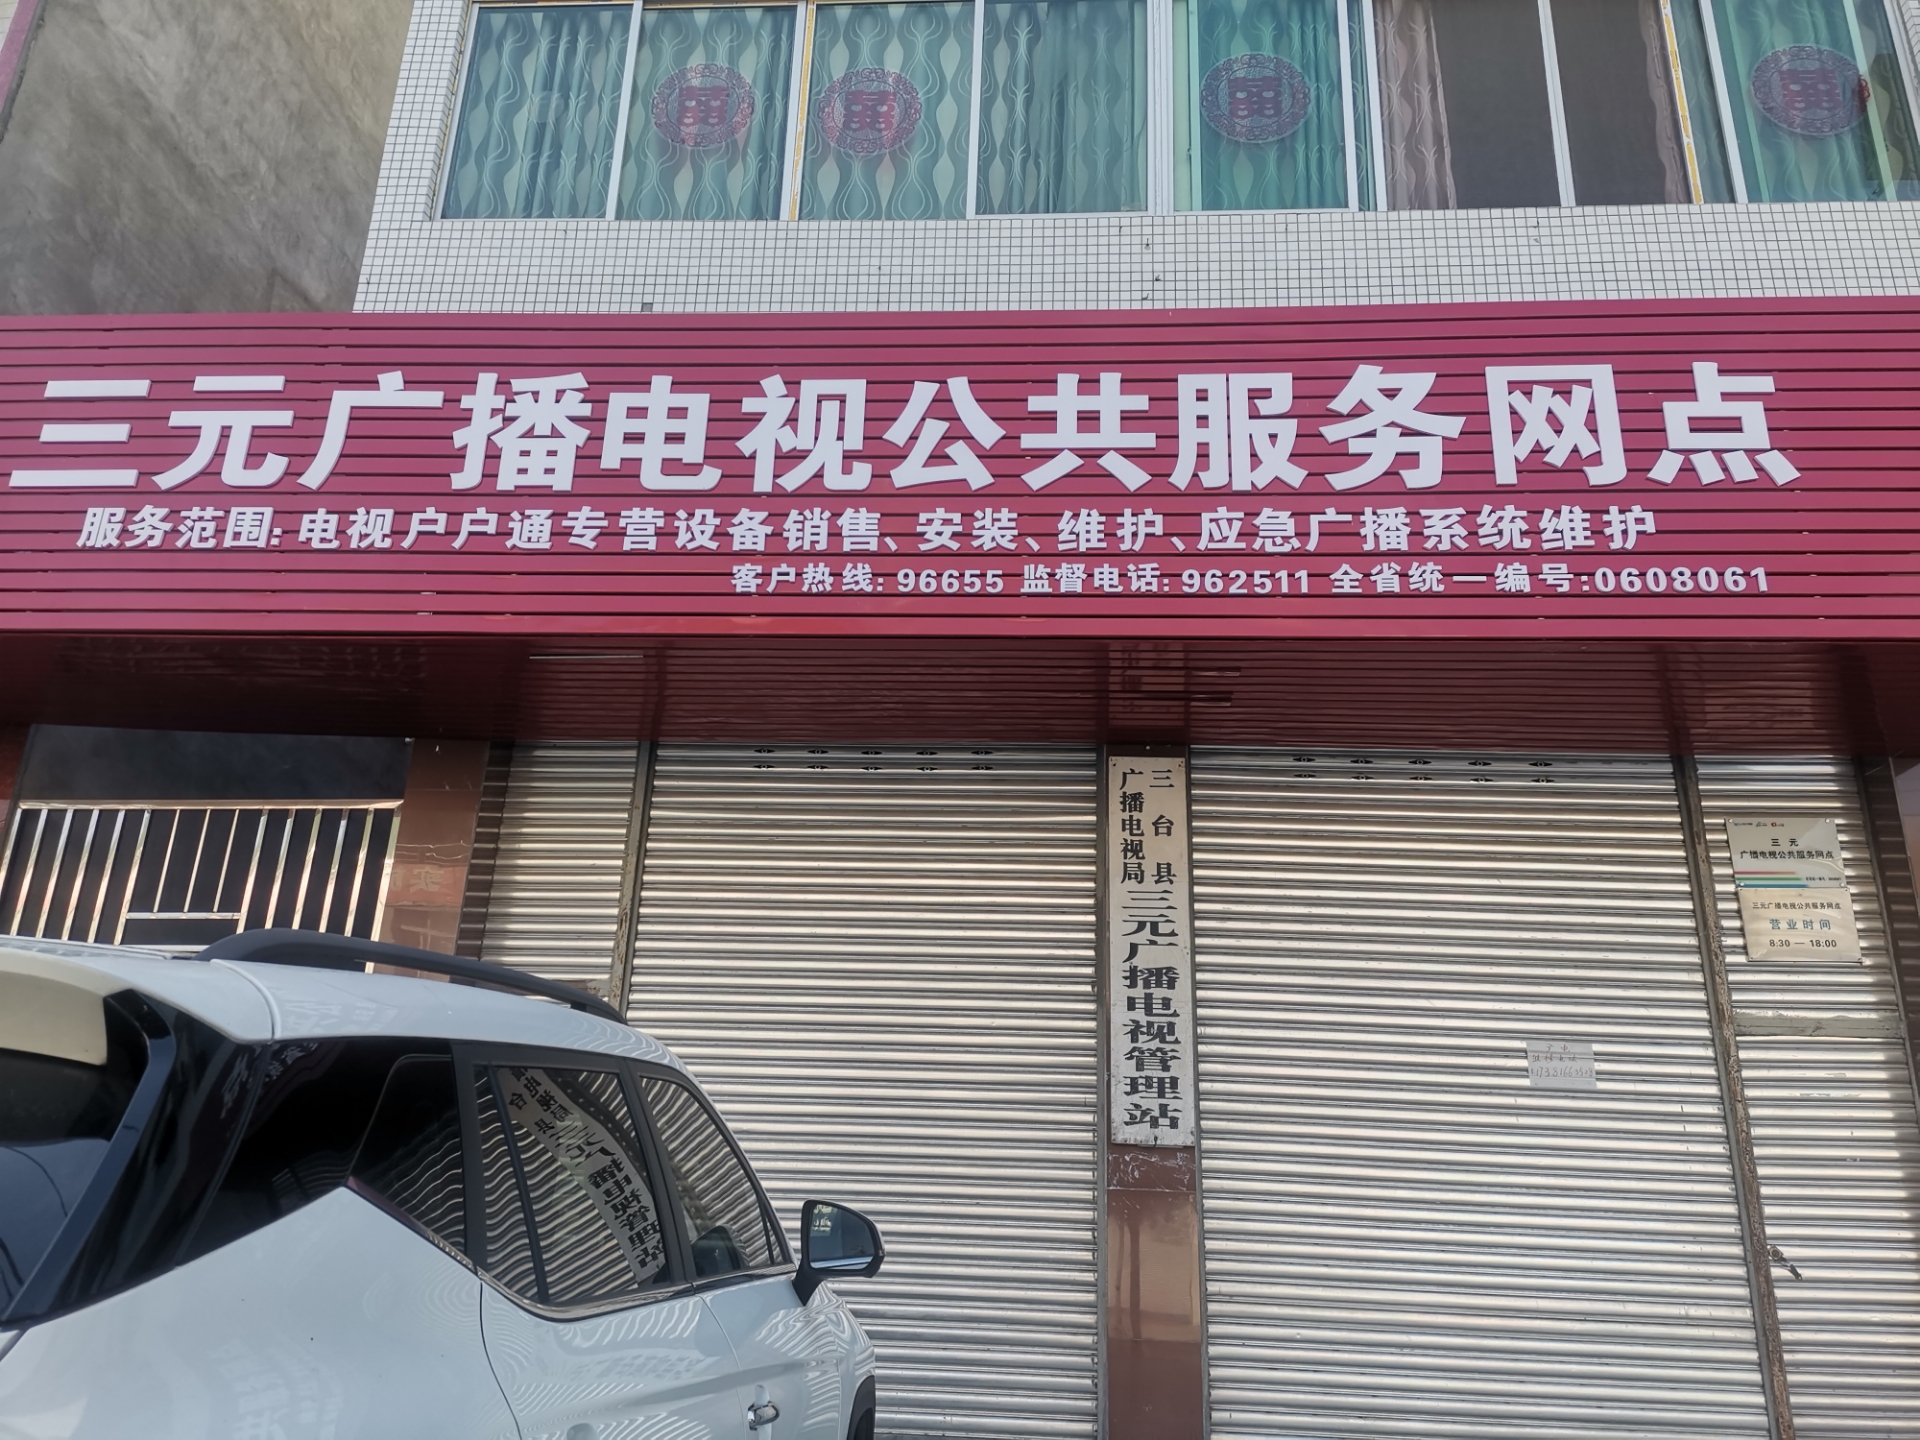 三元广播电视公共服务网点
服务范围:电视户户通专营设备销售、安装、维护、应急广播系统维护
客户热线:96655 监督电话:962511 全省统一编号:0608061
三台县
广播电视局
三元广播电视管理站
三元
广播电视公共服务网点
三元广播电视公共服务网点
营业时间
8:30 — 18:00